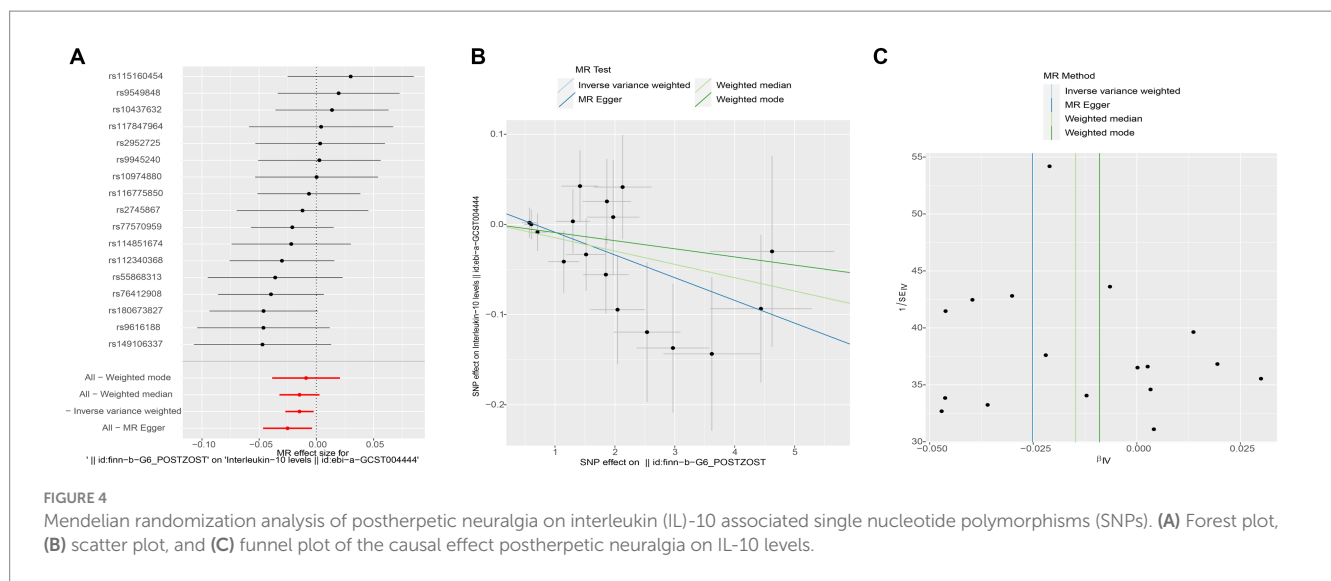 A
rs115160454
rs9549848
rs10437632
rs117847964
rs2952725
rs9945240
rs10974880
rs116775850
rs2745867
rs77570959
rs114851674
rs112340368
rs55868313
rs76412908
rs180673827
rs9616188
rs149106337
All − Weighted mode
All − Weighted median
− Inverse variance weighted
All − MR Egger
−0.10 −0.05 0.00 0.05
MR effect size for
' || id:finn−b−G6_POSTZOST' on 'Interleukin−10 levels || id:ebi−a−GCST004444'
B
MR Test
Inverse variance weighted
MR Egger
Weighted median
Weighted mode
SNP effect on Interleukin−10 levels || id:ebi−a−GCST004444
0.1
0.0
−0.1
−0.2
1 2 3 4 5
SNP effect on || id:finn−b−G6_POSTZOST
C
MR Method
Inverse variance weighted
MR Egger
Weighted median
Weighted mode
1/SE_IV
55
50
45
40
35
30
−0.050 −0.025 0.000 0.025
β_IV
FIGURE 4
Mendelian randomization analysis of postherpetic neuralgia on interleukin (IL)-10 associated single nucleotide polymorphisms (SNPs). (A) Forest plot,
(B) scatter plot, and (C) funnel plot of the causal effect postherpetic neuralgia on IL-10 levels.